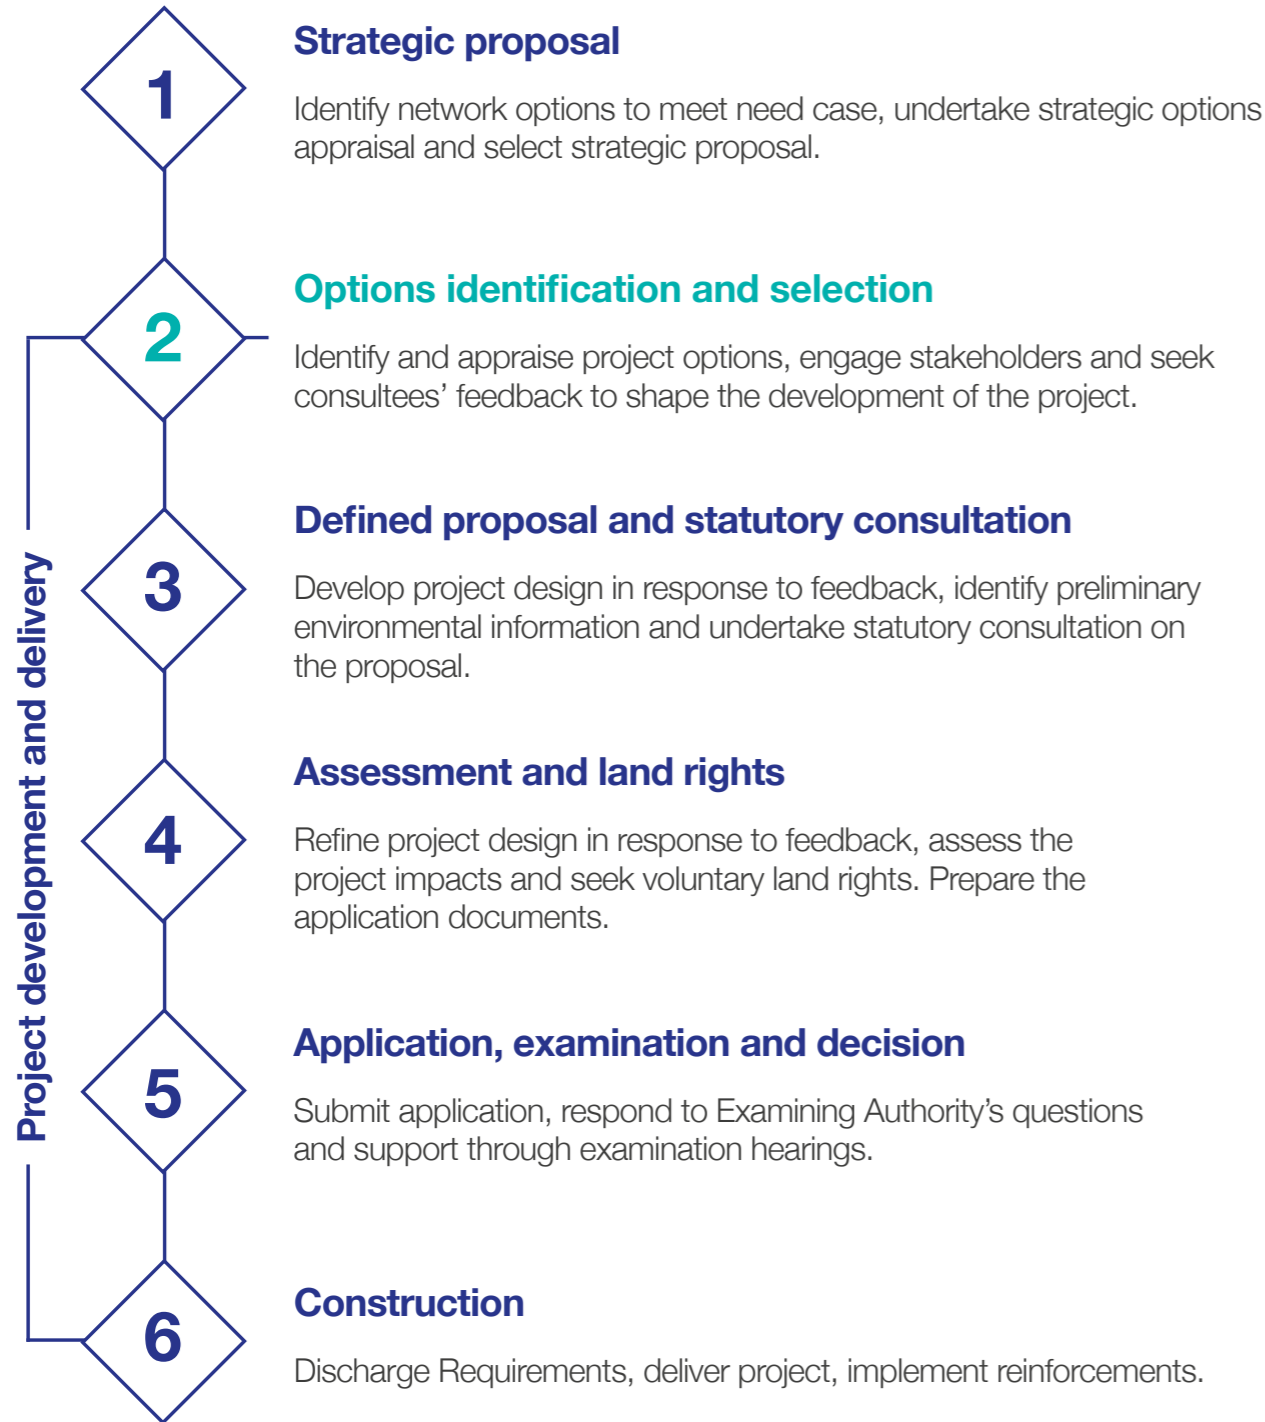 1
Strategic proposal
Identify network options to meet need case, undertake strategic options
appraisal and select strategic proposal.
2
Options identification and selection
Identify and appraise project options, engage stakeholders and seek
consultees’ feedback to shape the development of the project.
Project development and delivery
3
Defined proposal and statutory consultation
Develop project design in response to feedback, identify preliminary
environmental information and undertake statutory consultation on
the proposal.
4
Assessment and land rights
Refine project design in response to feedback, assess the
project impacts and seek voluntary land rights. Prepare the
application documents.
5
Application, examination and decision
Submit application, respond to Examining Authority’s questions
and support through examination hearings.
6
Construction
Discharge Requirements, deliver project, implement reinforcements.